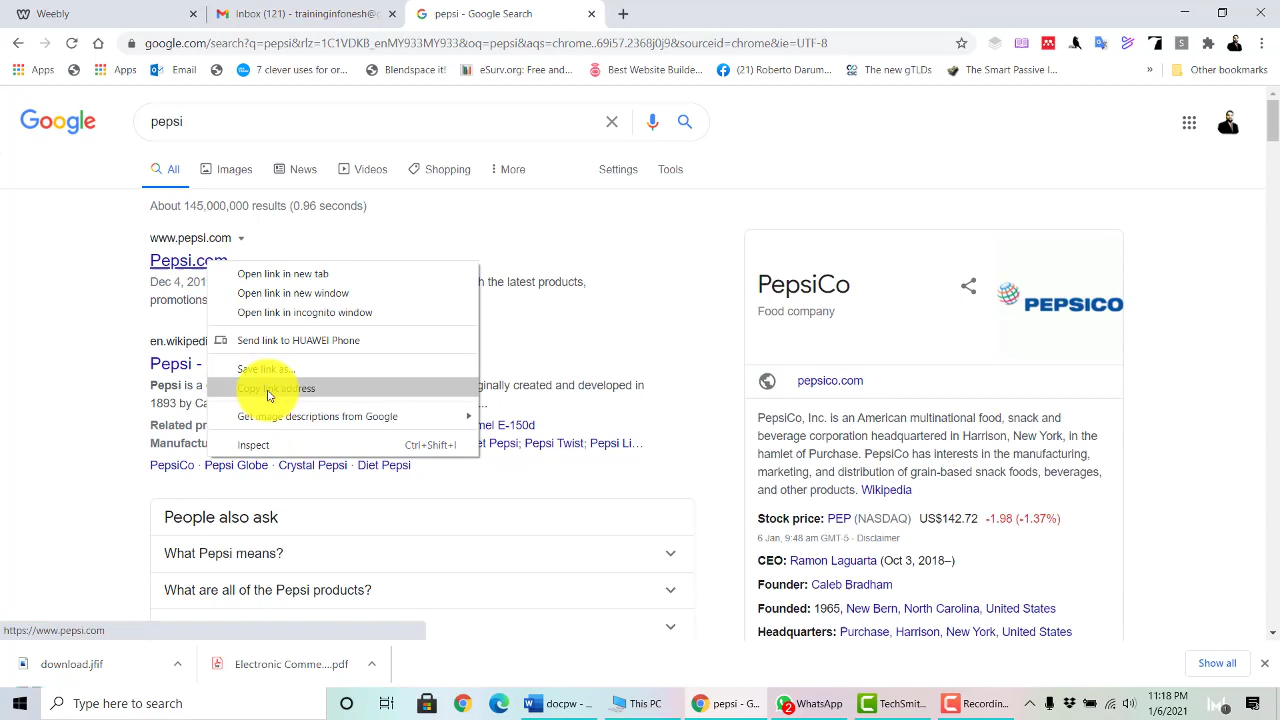 Weebly
Inbox (121) - traininginfonesh@g
pepsi - Google Search
google.com/search?q=pepsi&rlz=1C1VDKB_enMY933MY933&oq=pepsi&aqs=chrome..69i57.2368j0j9&sourceid=chrome&ie=UTF-8
Apps
Apps
Email
7 clever uses for or...
Blendspace it!
eSurv.org: Free and...
Best Website Builde...
(21) Roberto Darum...
The new gTLDs
The Smart Passive I...
»
Other bookmarks
Google
pepsi
All
Images
News
Videos
Shopping
More
Settings
Tools
About 145,000,000 results (0.96 seconds)
www.pepsi.com
Pepsi.com
Dec 4, 201
h the latest products,
promotions
Open link in new tab
Open link in new window
Open link in incognito window
Send link to HUAWEI Phone
Save link as...
Copy link address
Get image descriptions from Google
Inspect
Ctrl+Shift+I
en.wikipedi
Pepsi -
Pepsi is a
ginally created and developed in
1893 by Ca
Related pr
mel E-150d
Manufactu
et Pepsi; Pepsi Twist; Pepsi Li...
PepsiCo · Pepsi Globe · Crystal Pepsi · Diet Pepsi
People also ask
What Pepsi means?
What are all of the Pepsi products?
PepsiCo
Food company
PEPSICO
pepsico.com
PepsiCo, Inc. is an American multinational food, snack and
beverage corporation headquartered in Harrison, New York, in the
hamlet of Purchase. PepsiCo has interests in the manufacturing,
marketing, and distribution of grain-based snack foods, beverages,
and other products. Wikipedia
Stock price: PEP (NASDAQ) US$142.72 -1.98 (-1.37%)
6 Jan, 9:48 am GMT-5 - Disclaimer
CEO: Ramon Laguarta (Oct 3, 2018–)
Founder: Caleb Bradham
Founded: 1965, New Bern, North Carolina, United States
Headquarters: Purchase, Harrison, New York, United States
https://www.pepsi.com
download.jfif
Electronic Comme....pdf
Show all
Type here to search
docpw - ...
This PC
pepsi - G...
2
WhatsApp
TechSmit...
Recordin...
11:18 PM
1/6/2021